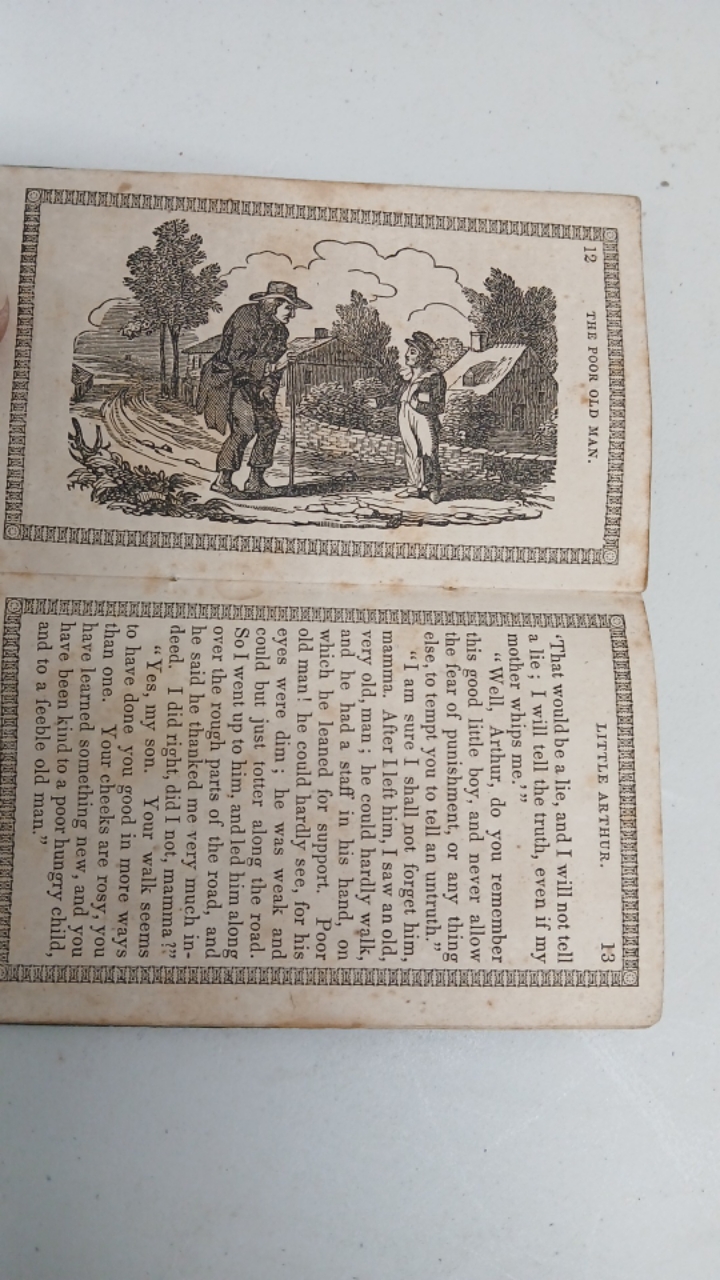 12
THE POOR OLD MAN.
LITTLE ARTHUR. 13
'That would be a lie, and I will not tell
a lie; I will tell the truth, even if my
mother whips me.' ”
“Well, Arthur, do you remember
this good little boy, and never allow
the fear of punishment, or any thing
else, to tempt you to tell an untruth.”
“I am sure I shall not forget him,
mamma. After I left him, I saw an old,
very old, man; he could hardly walk,
and he had a staff in his hand, on
which he leaned for support. Poor
old man! he could hardly see, for his
eyes were dim; he was weak and
could but just totter along the road.
So I went up to him, and led him along
over the rough parts of the road, and
he said he thanked me very much in-
deed. I did right, did I not, mamma?”
“Yes, my son. Your walk seems
to have done you good in more ways
than one. Your cheeks are rosy, you
have learned something new, and you
have been kind to a poor hungry child,
and to a feeble old man.”